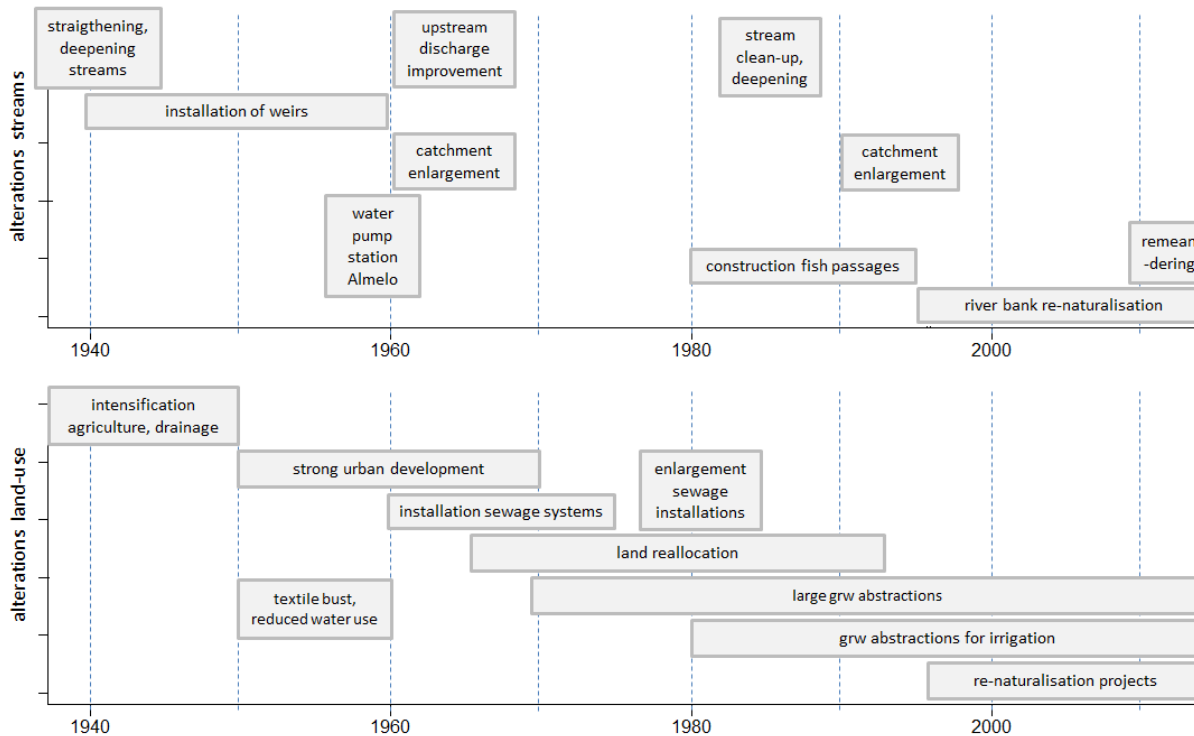 alterations streams
straigthening,
deepening
streams
upstream
discharge
improvement
stream
clean-up,
deepening
installation of weirs
catchment
enlargement
catchment
enlargement
water
pump
station
Almelo
construction fish passages
remean
-dering
river bank re-naturalisation
1940
1960
1980
2000
alterations land-use
intensification
agriculture, drainage
strong urban development
enlargement
sewage
installations
installation sewage systems
land reallocation
textile bust,
reduced water use
large grw abstractions
grw abstractions for irrigation
re-naturalisation projects
1940
1960
1980
2000